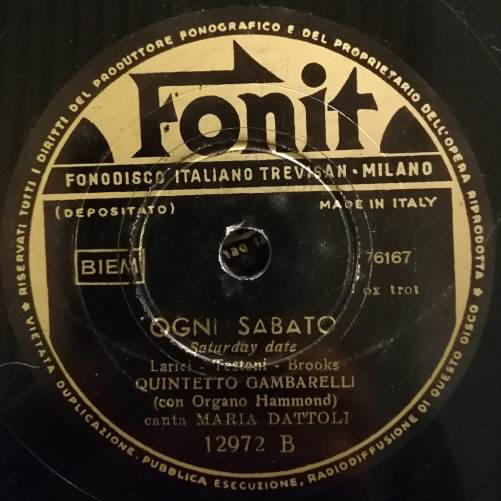 ★ RISERVATI TUTTI I DIRITTI DEL PRODUTTORE FONOGRAFICO E DEL PROPRIETARIO DELL'OPERA RIPRODOTTA ★
Fonit
FONODISCO ITALIANO TREVISAN • MILANO
(DEPOSITATO) MADE IN ITALY
BIEM
76167
ox trot
OGNI SABATO
Saturday date
Larici - Testoni - Brooks
QUINTETTO GAMBARELLI
(con Organo Hammond)
canta MARIA DATTOLI
12972 B
VIETATA DUPLICAZIONE, PUBBLICA ESECUZIONE, RADIODIFFUSIONE DI QUESTO DISCO